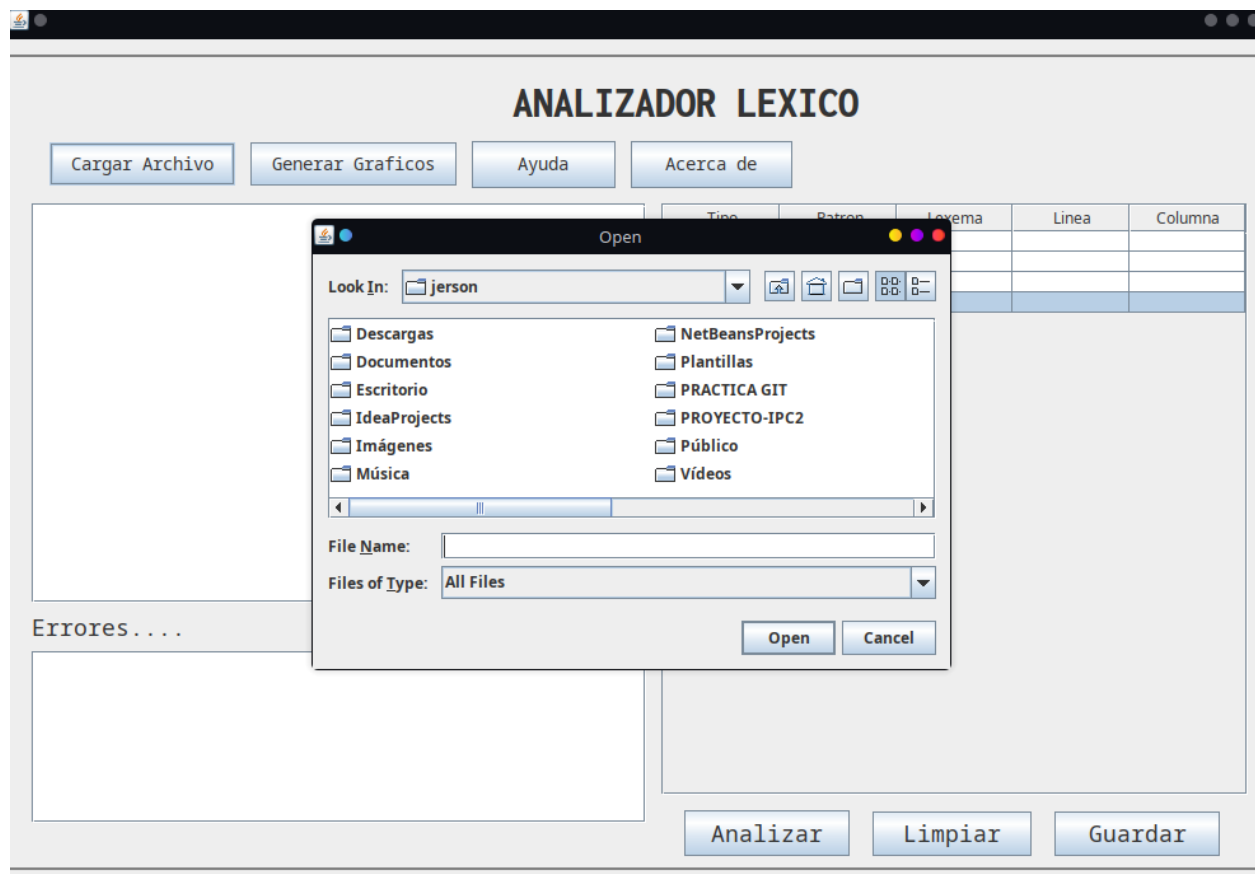 ANALIZADOR LEXICO
Cargar Archivo Generar Graficos Ayuda Acerca de
Tipo Patron Lexema Linea Columna
Open
Look In: jerson
Descargas NetBeansProjects
Documentos Plantillas
Escritorio PRACTICA GIT
IdeaProjects PROYECTO-IPC2
Imágenes Público
Música Vídeos
File Name:
Files of Type: All Files
Open Cancel
Errores....
Analizar Limpiar Guardar